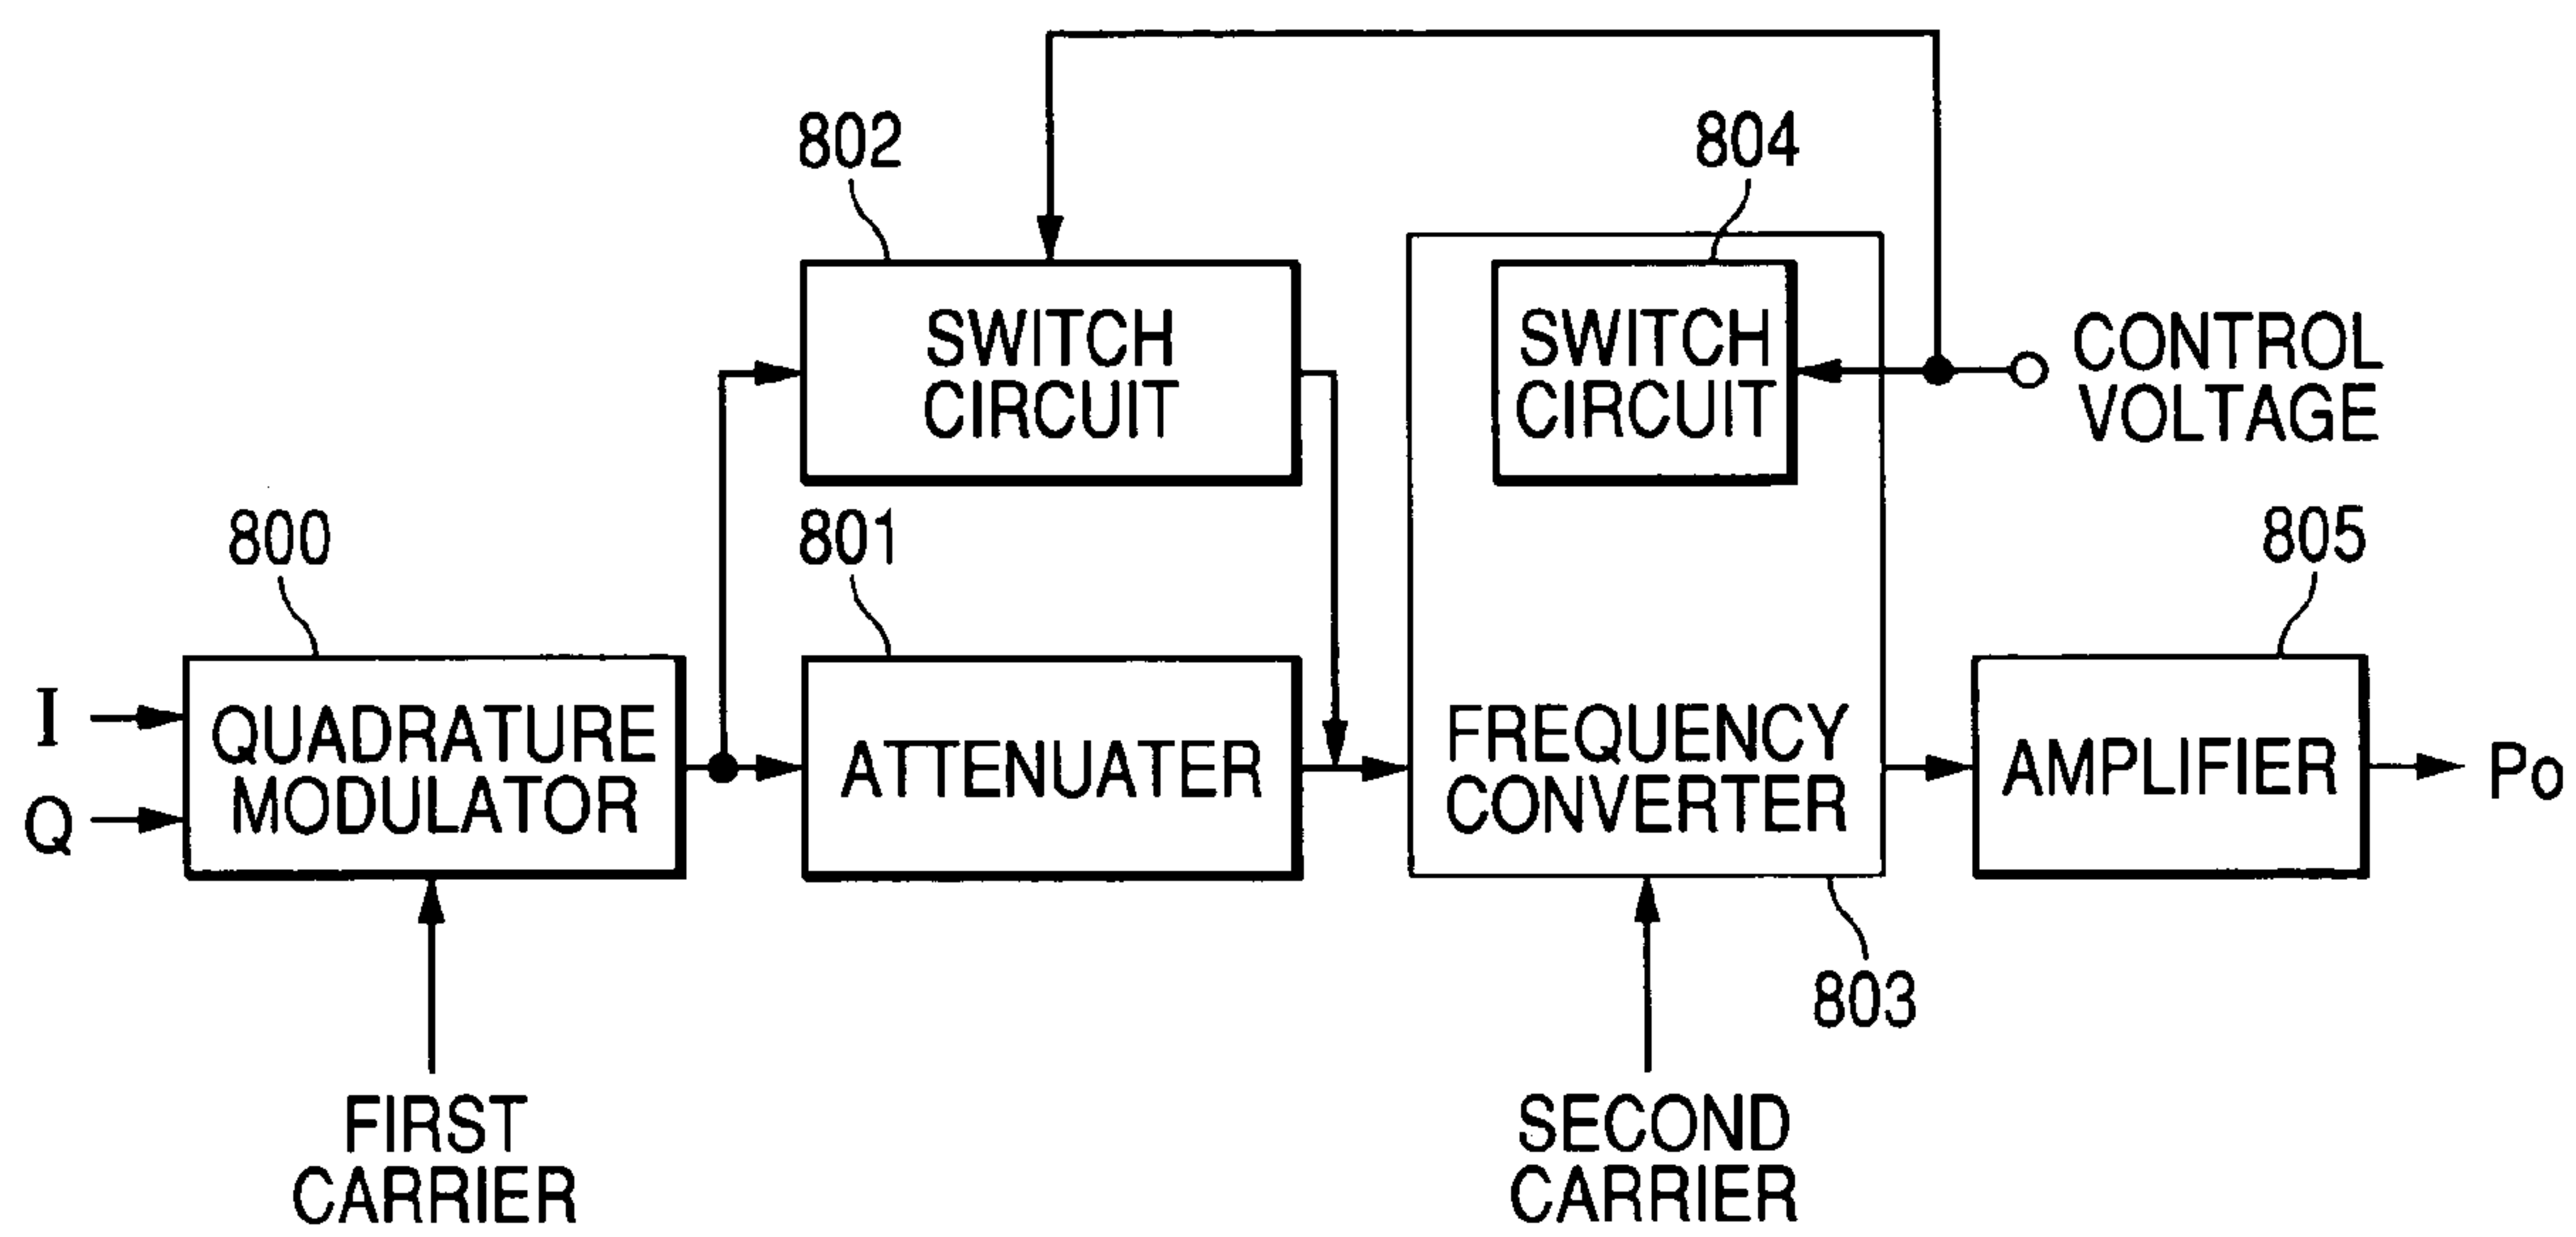 802
804
SWITCH
CIRCUIT
SWITCH
CIRCUIT
CONTROL
VOLTAGE
800
801
805
I
Q
QUADRATURE
MODULATOR
ATTENUATER
FREQUENCY
CONVERTER
AMPLIFIER
Po
803
FIRST
CARRIER
SECOND
CARRIER